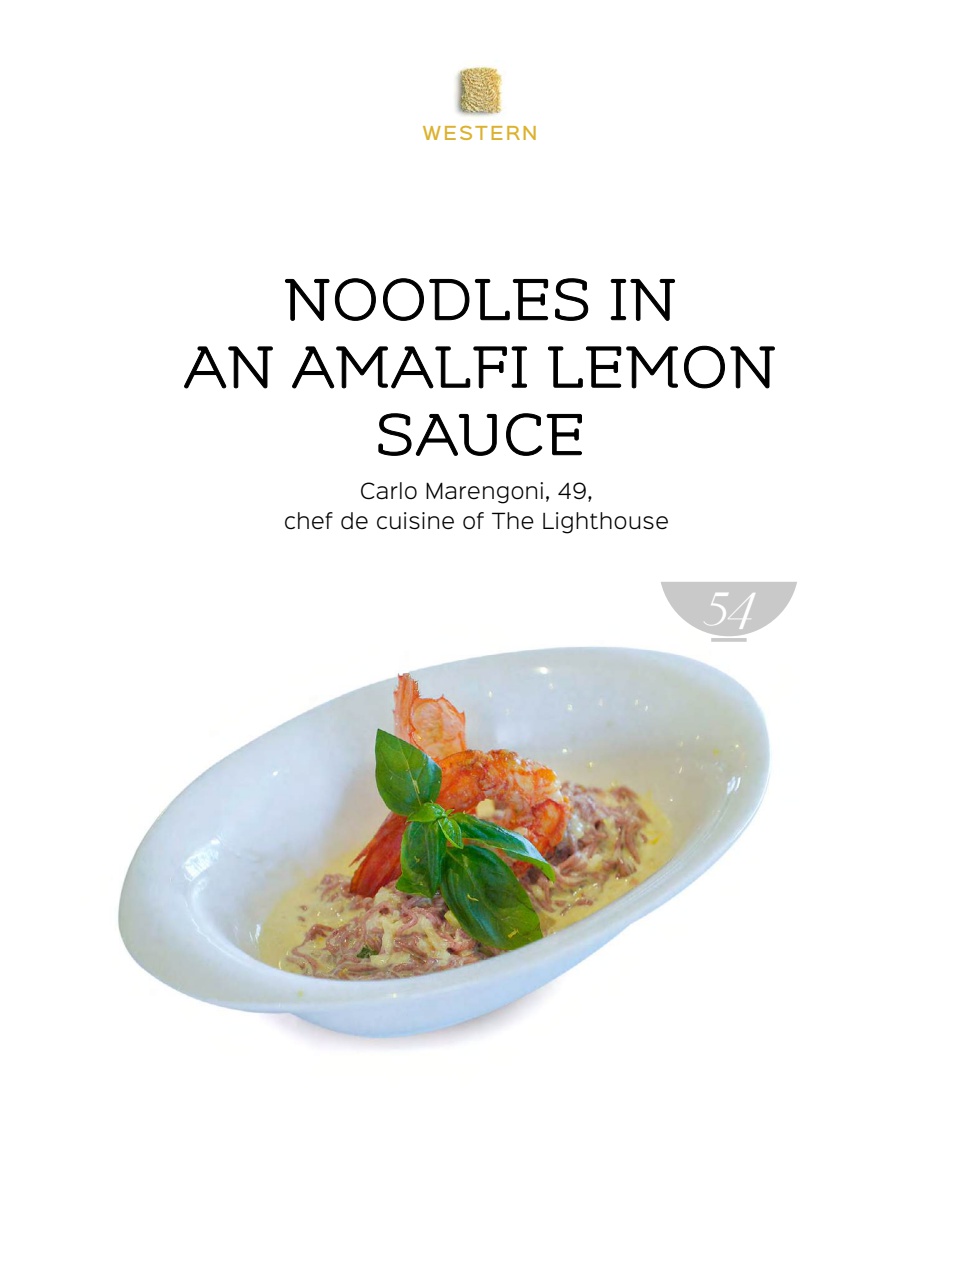 WESTERN
NOODLES IN
AN AMALFI LEMON
SAUCE
Carlo Marengoni, 49,
chef de cuisine of The Lighthouse
54